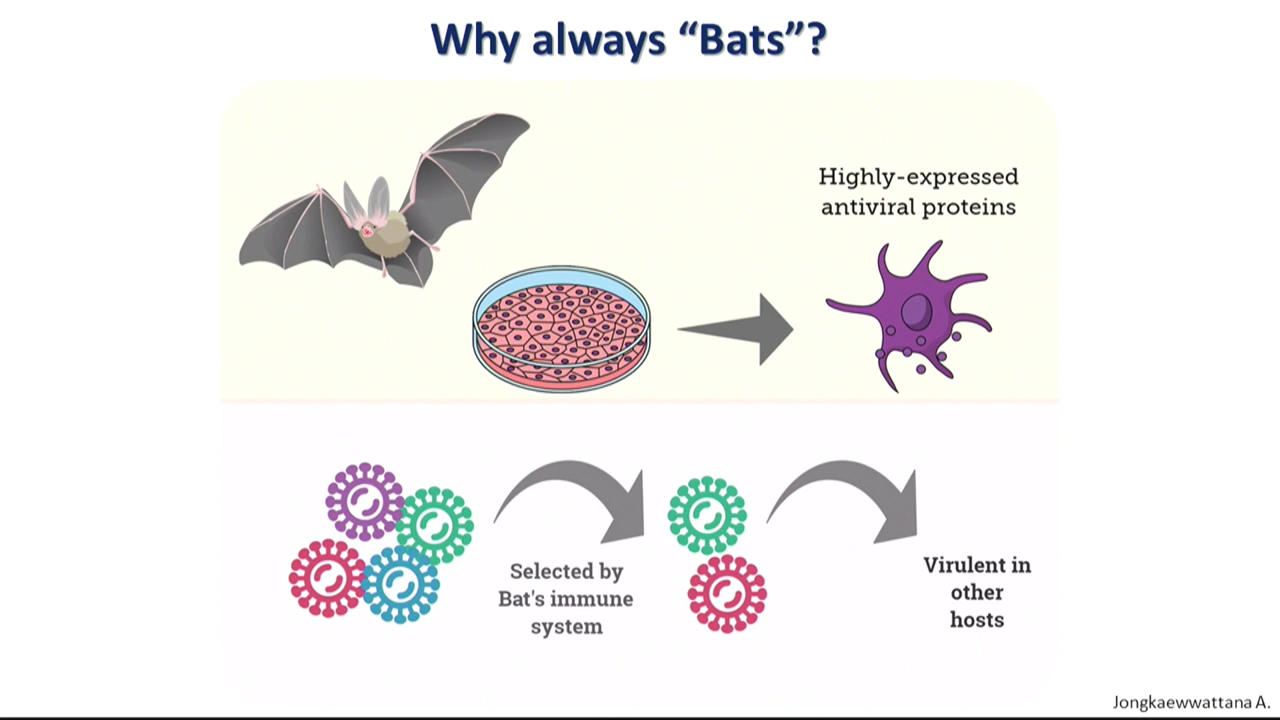 Why always “Bats”?
Highly-expressed
antiviral proteins
Selected by
Bat's immune
system
Virulent in
other
hosts
Jongkaewwattana A.